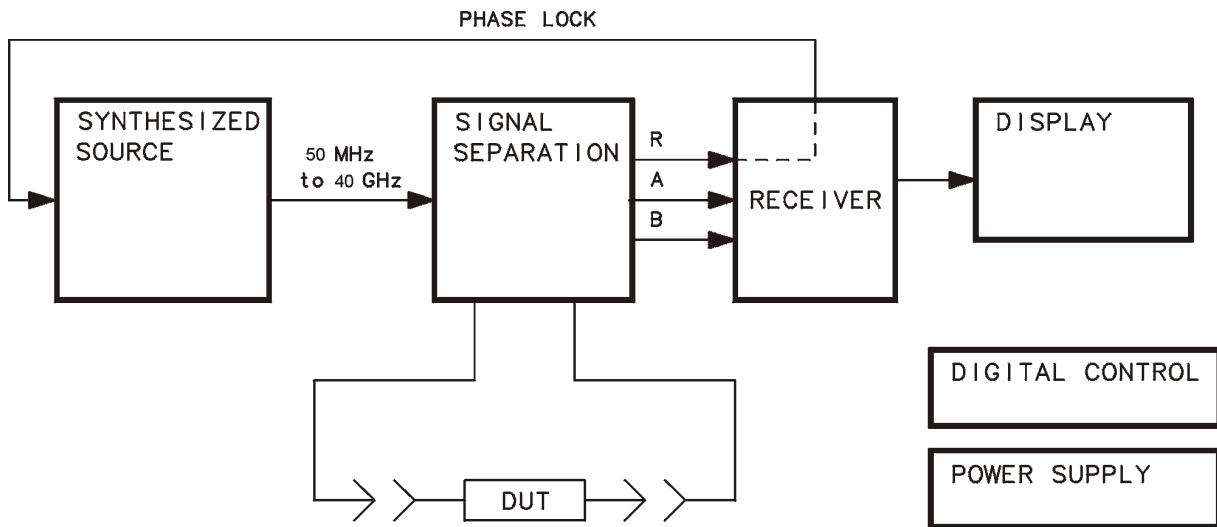 PHASE LOCK
SYNTHESIZED
SOURCE
50 MHz
to 40 GHz
SIGNAL
SEPARATION
R
A
B
RECEIVER
DISPLAY
DIGITAL CONTROL
POWER SUPPLY
DUT